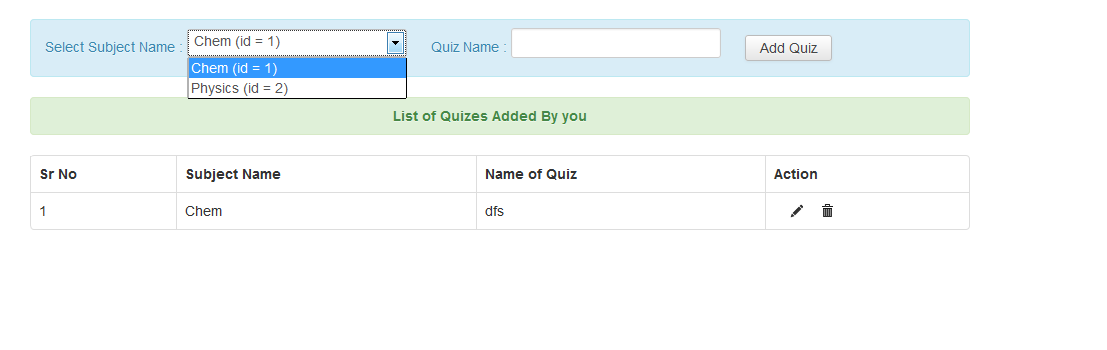 Select Subject Name : Chem (id = 1) Quiz Name : Add Quiz
Chem (id = 1)
Physics (id = 2)
List of Quizes Added By you
Sr No Subject Name Name of Quiz Action
1 Chem dfs